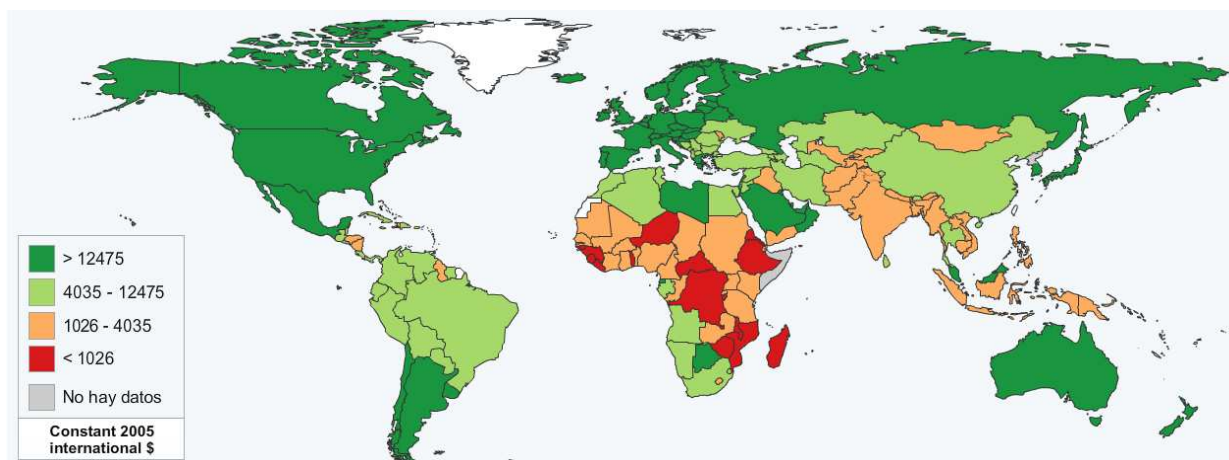 > 12475
4035 - 12475
1026 - 4035
< 1026
No hay datos
Constant 2005
international $